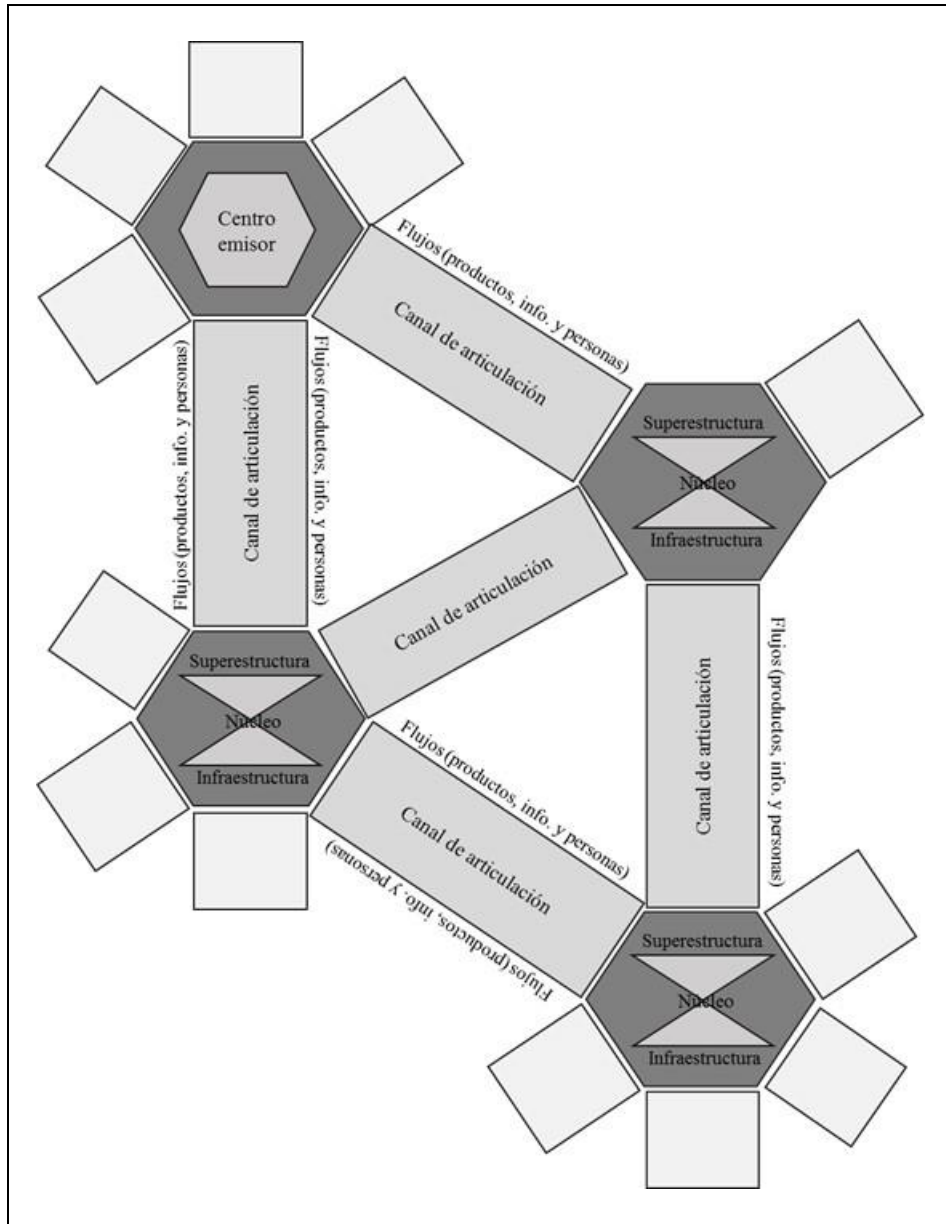 Centro
emisor
Flujos (productos, info. y personas)
Canal de articulación
Flujos (productos, info. y personas)
Canal de articulación
Flujos (productos, info. y personas)
Superestructura
Núcleo
Infraestructura
Canal de articulación
Superestructura
Núcleo
Infraestructura
Canal de articulación
Flujos (productos, info. y personas)
Flujos (productos, info. y personas)
Canal de articulación
Flujos (productos, info. y personas)
Superestructura
Núcleo
Infraestructura